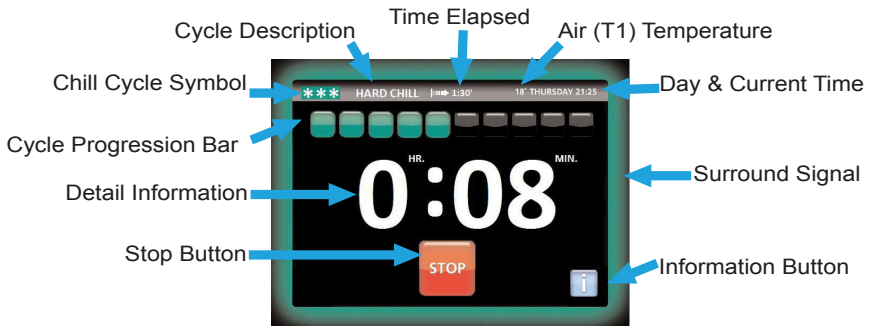 Time Elapsed
Cycle Description
Air (T1) Temperature
Chill Cycle Symbol
Day & Current Time
*** HARD CHILL 1:30' 18° THURSDAY 21:25
Cycle Progression Bar
HR. MIN.
0:08
Detail Information
Surround Signal
Stop Button
STOP
Information Button
i